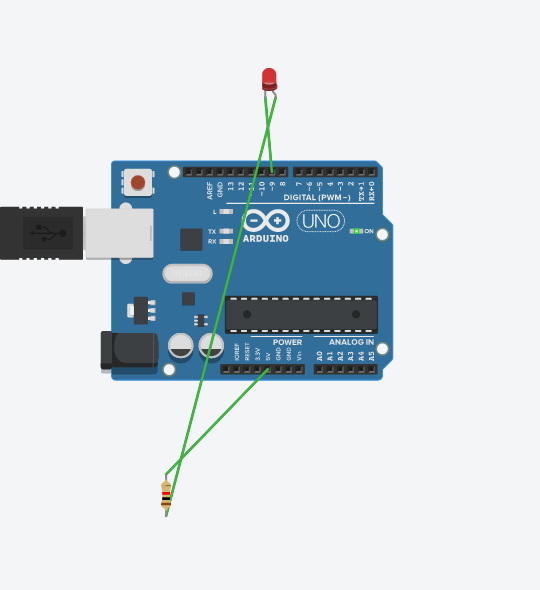 AREF
GND
13
12
~11
~10
~9
8
7
~6
~5
4
~3
2
TX→1
RX←0
DIGITAL (PWM~)
L
TX
RX
ARDUINO
UNO
ON
IOREF
RESET
3.3V
5V
GND
GND
Vin
POWER
ANALOG IN
A0
A1
A2
A3
A4
A5